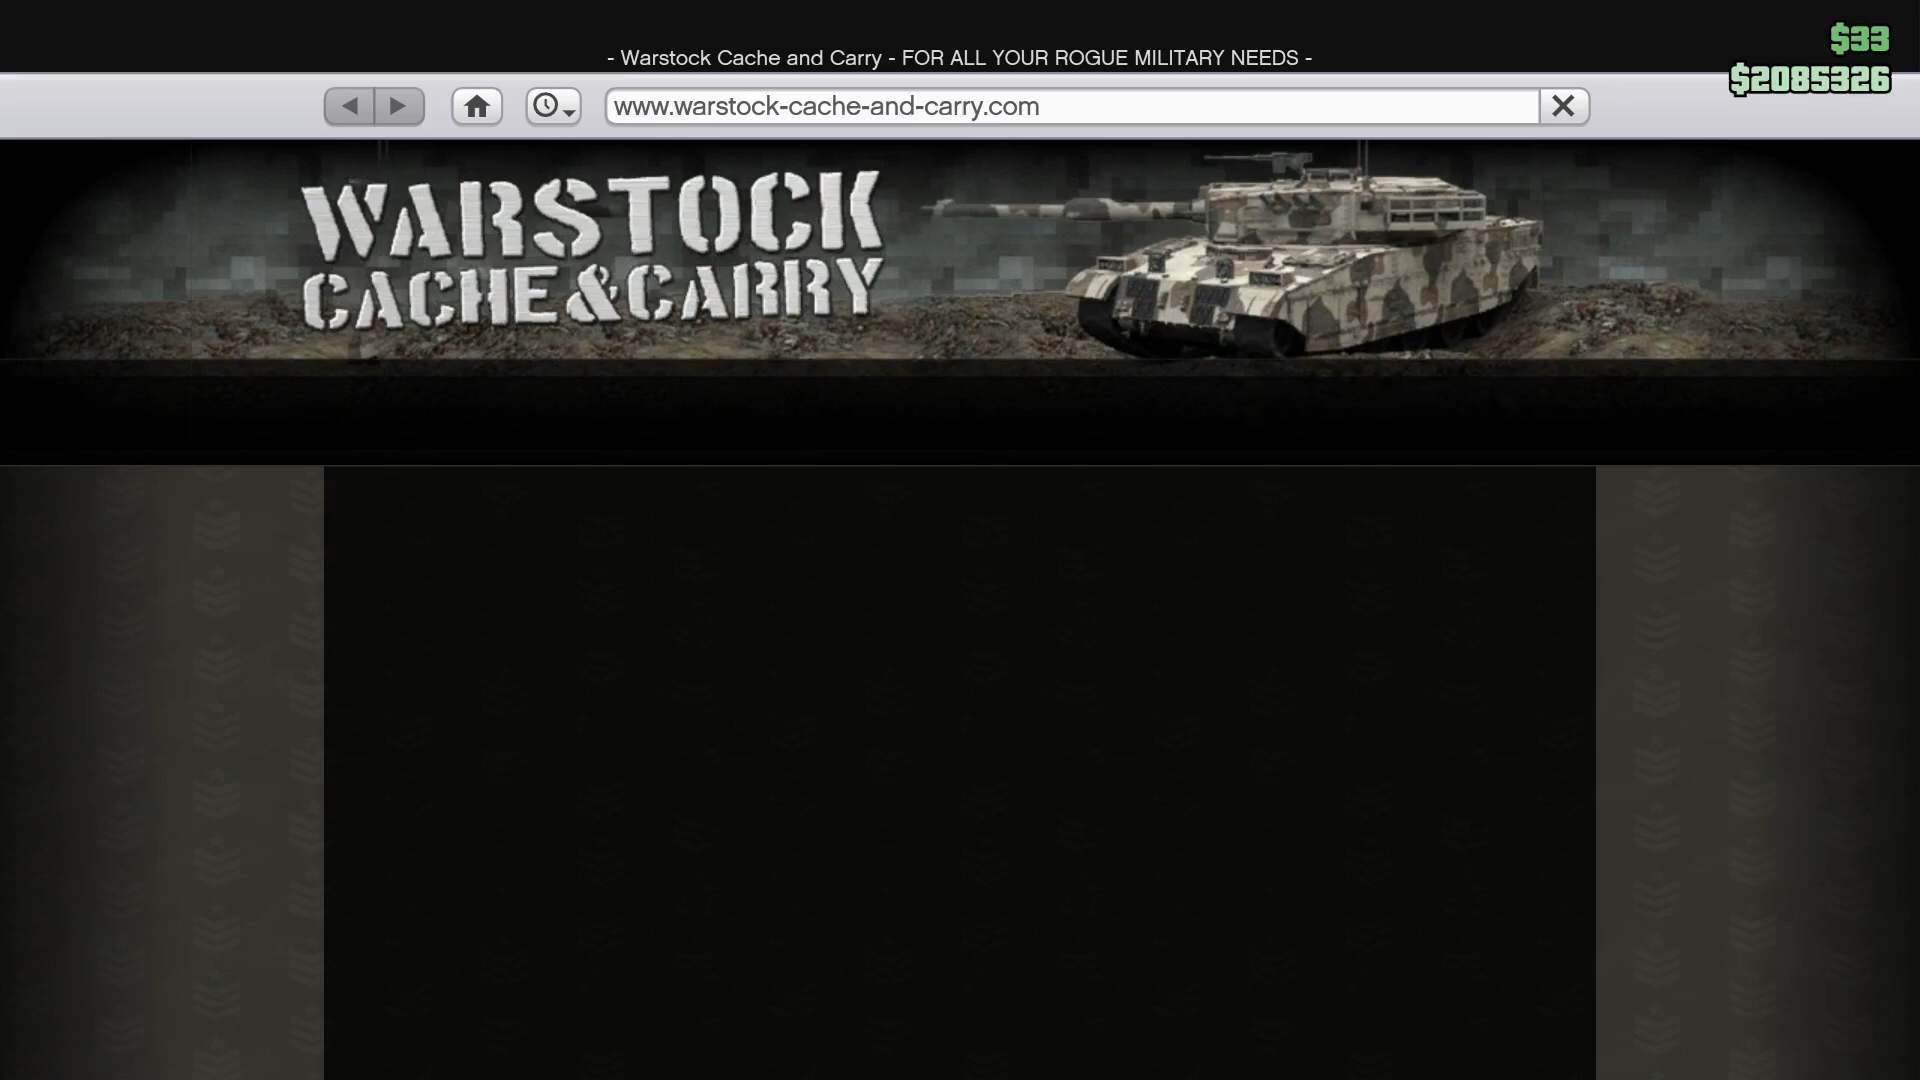 $33
- Warstock Cache and Carry - FOR ALL YOUR ROGUE MILITARY NEEDS -
$2085326
www.warstock-cache-and-carry.com
WARSTOCK
CACHE & CARRY